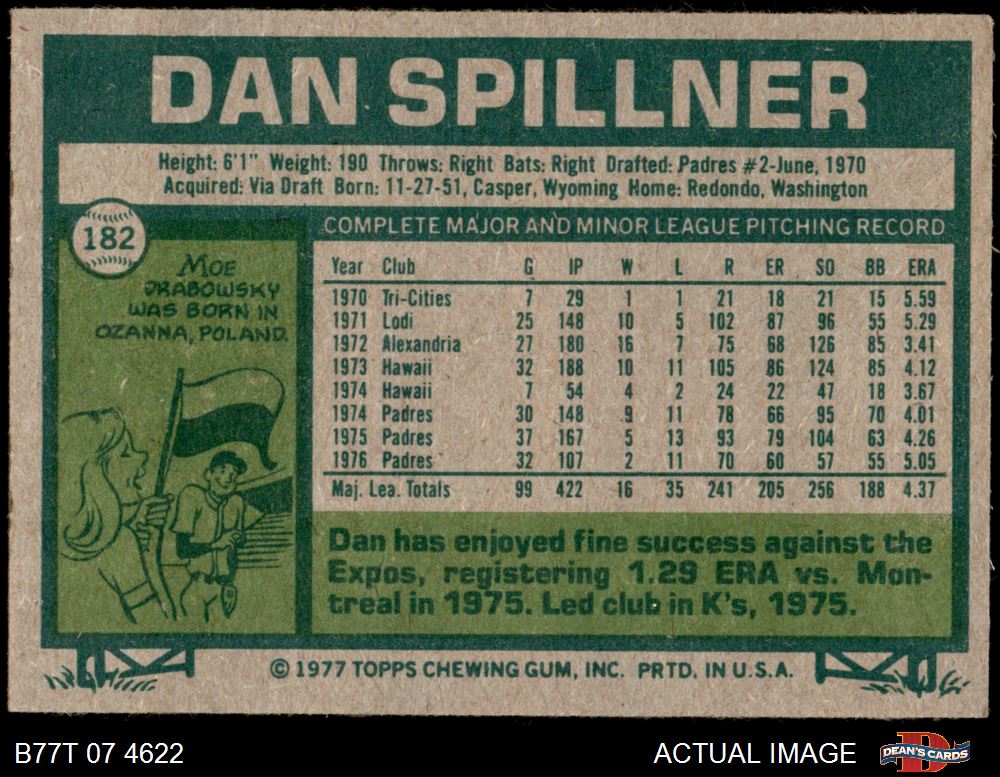 DAN SPILLNER
Height: 6'1" Weight: 190 Throws: Right Bats: Right Drafted: Padres #2-June, 1970
Acquired: Via Draft Born: 11-27-51, Casper, Wyoming Home: Redondo, Washington
182
MOE
DRABOWSKY
WAS BORN IN
OZANNA, POLAND.
COMPLETE MAJOR AND MINOR LEAGUE PITCHING RECORD
Year Club G IP W L R ER SO BB ERA
1970 Tri-Cities 7 29 1 1 21 18 21 15 5.59
1971 Lodi 25 148 10 5 102 87 96 55 5.29
1972 Alexandria 27 180 16 7 75 68 126 85 3.41
1973 Hawaii 32 188 10 11 105 86 124 85 4.12
1974 Hawaii 7 54 4 2 24 22 47 18 3.67
1974 Padres 30 148 9 11 78 66 95 70 4.01
1975 Padres 37 167 5 13 93 79 104 63 4.26
1976 Padres 32 107 2 11 70 60 57 55 5.05
Maj. Lea. Totals 99 422 16 35 241 205 256 188 4.37
Dan has enjoyed fine success against the
Expos, registering 1.29 ERA vs. Mon-
treal in 1975. Led club in K's, 1975.
© 1977 TOPPS CHEWING GUM, INC. PRTD. IN U.S.A.
B77T 07 4622
ACTUAL IMAGE
DEAN'S CARDS